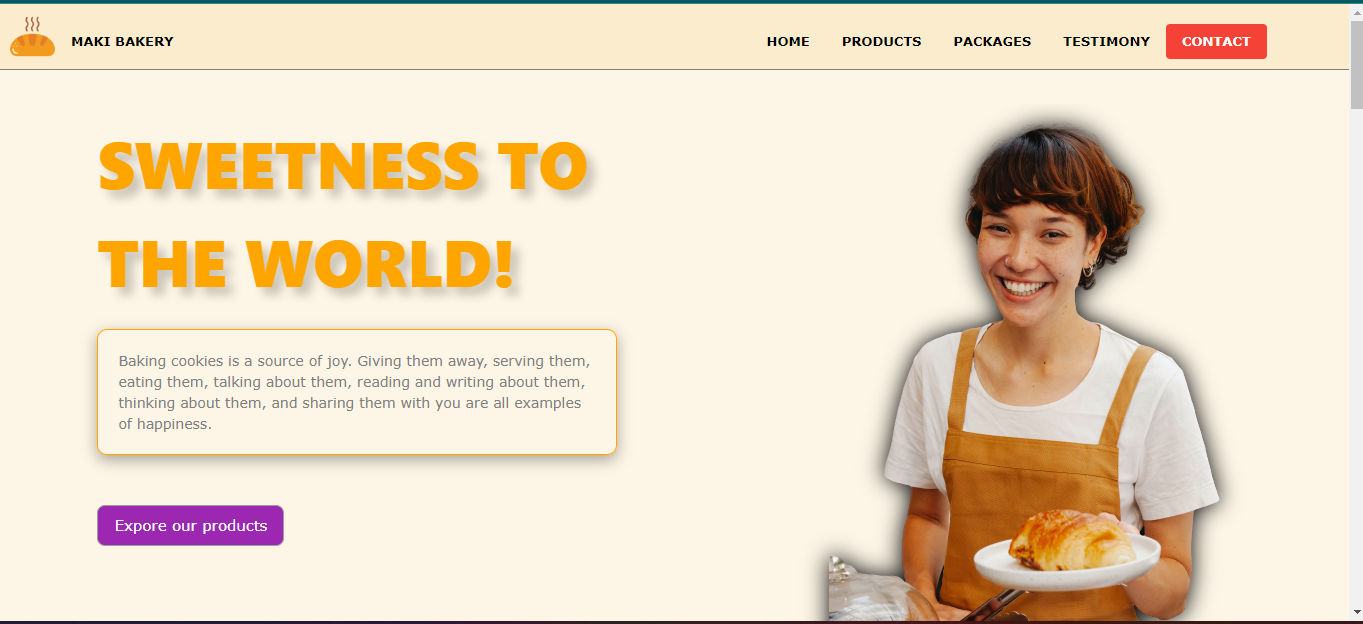 MAKI BAKERY
HOME PRODUCTS PACKAGES TESTIMONY CONTACT
SWEETNESS TO
THE WORLD!
Baking cookies is a source of joy. Giving them away, serving them,
eating them, talking about them, reading and writing about them,
thinking about them, and sharing them with you are all examples
of happiness.
Expore our products